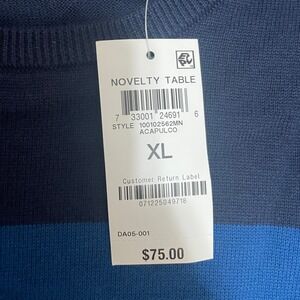 NOVELTY TABLE
7 33001 24691 6
STYLE 100102562MN
ACAPULCO
XL
Customer Return Label
071225049718
DA05-001
$75.00